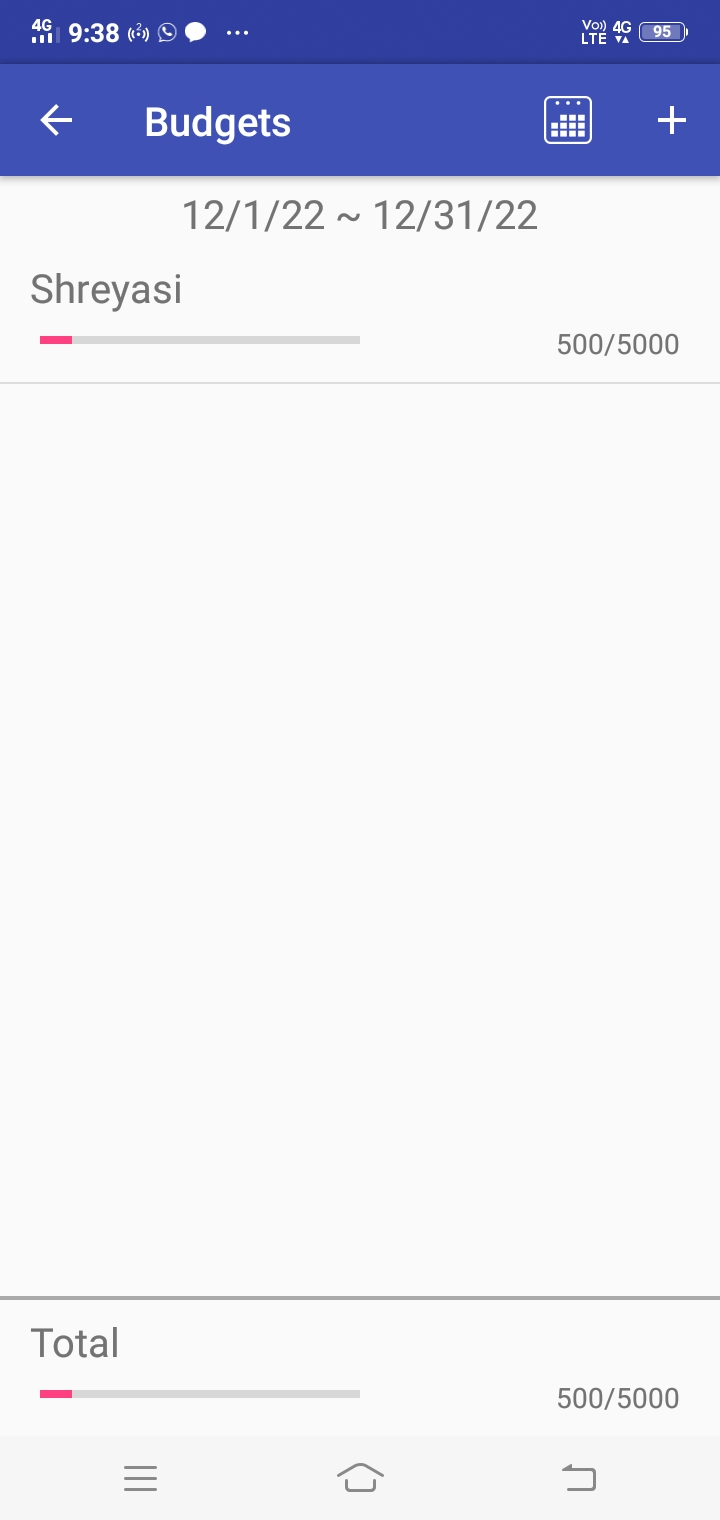 4G 9:38 2 Vo)) LTE 4G 95
Budgets
12/1/22 ~ 12/31/22
Shreyasi
500/5000
Total
500/5000